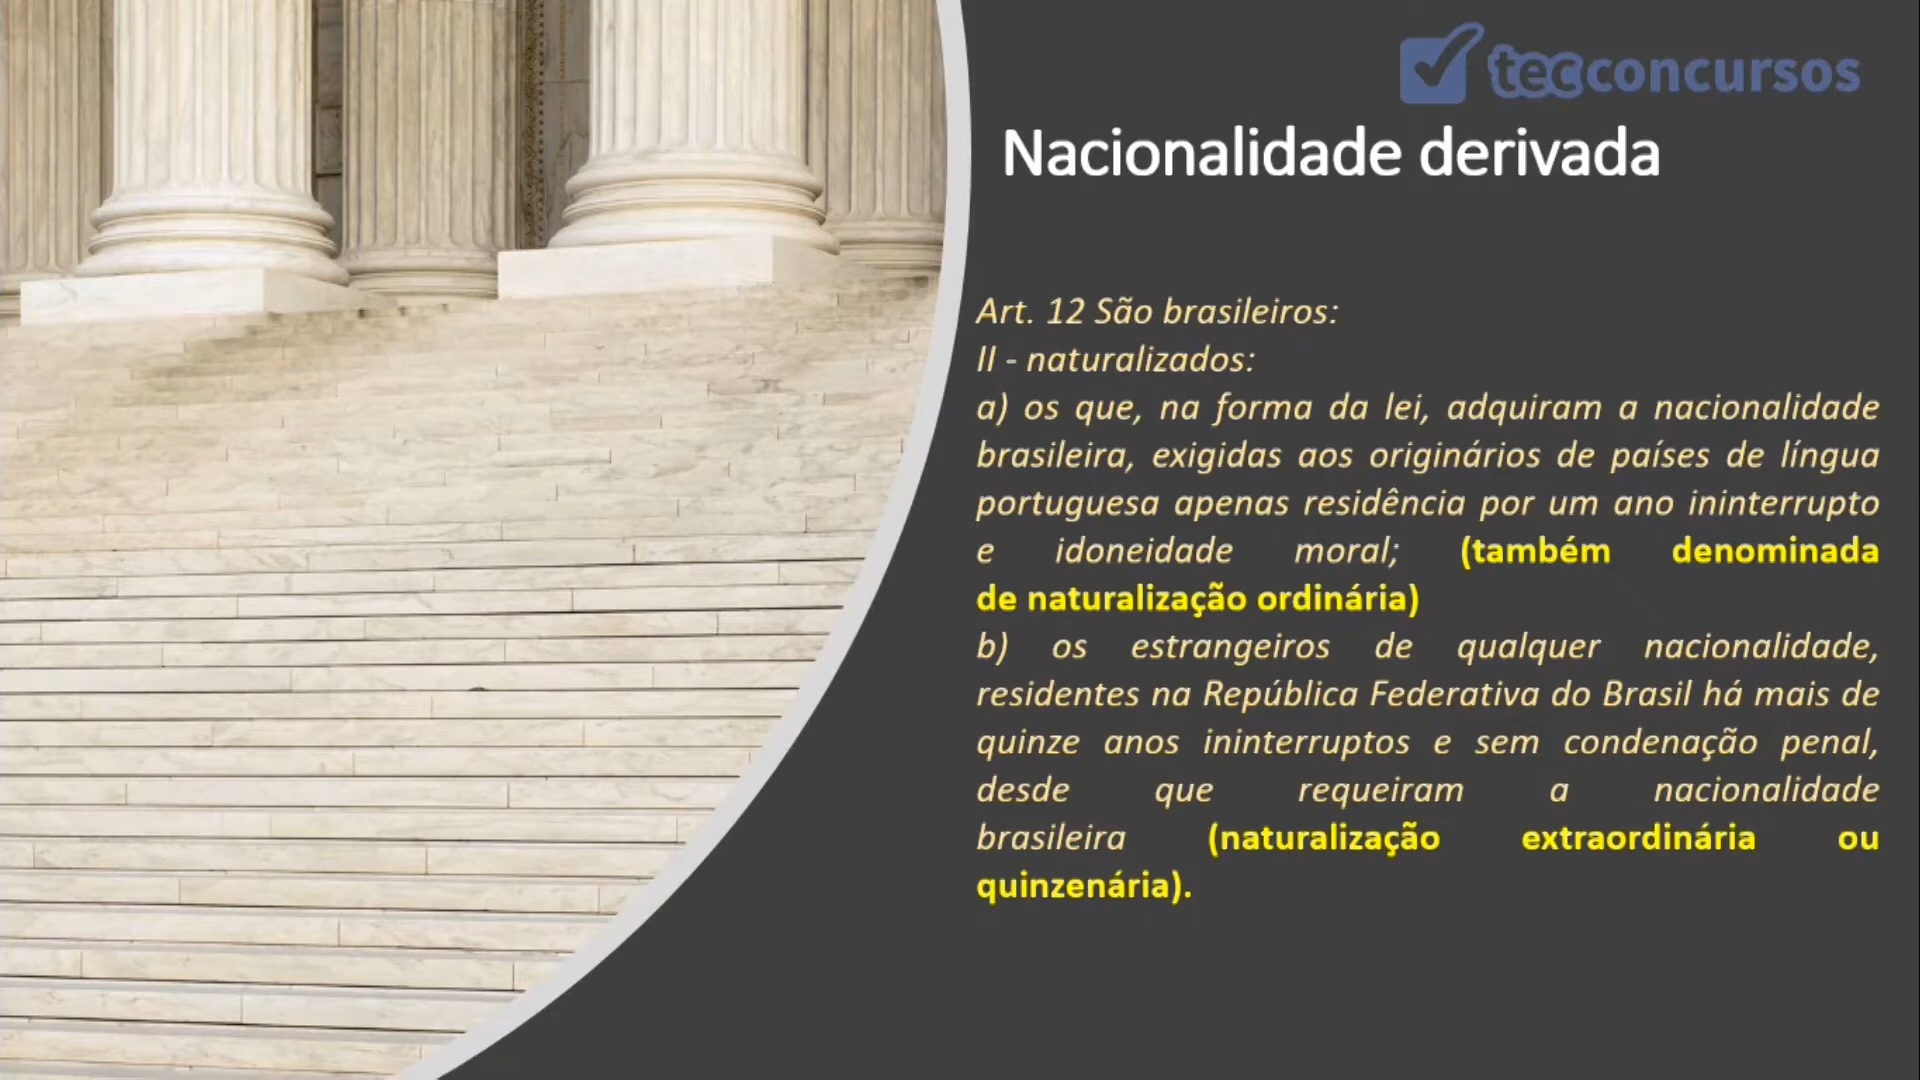 tecconcursos
Nacionalidade derivada
Art. 12 São brasileiros:
II - naturalizados:
a) os que, na forma da lei, adquiram a nacionalidade
brasileira, exigidas aos originários de países de língua
portuguesa apenas residência por um ano ininterrupto
e idoneidade moral; (também denominada
de naturalização ordinária)
b) os estrangeiros de qualquer nacionalidade,
residentes na República Federativa do Brasil há mais de
quinze anos ininterruptos e sem condenação penal,
desde que requeiram a nacionalidade
brasileira (naturalização extraordinária ou
quinzenária).